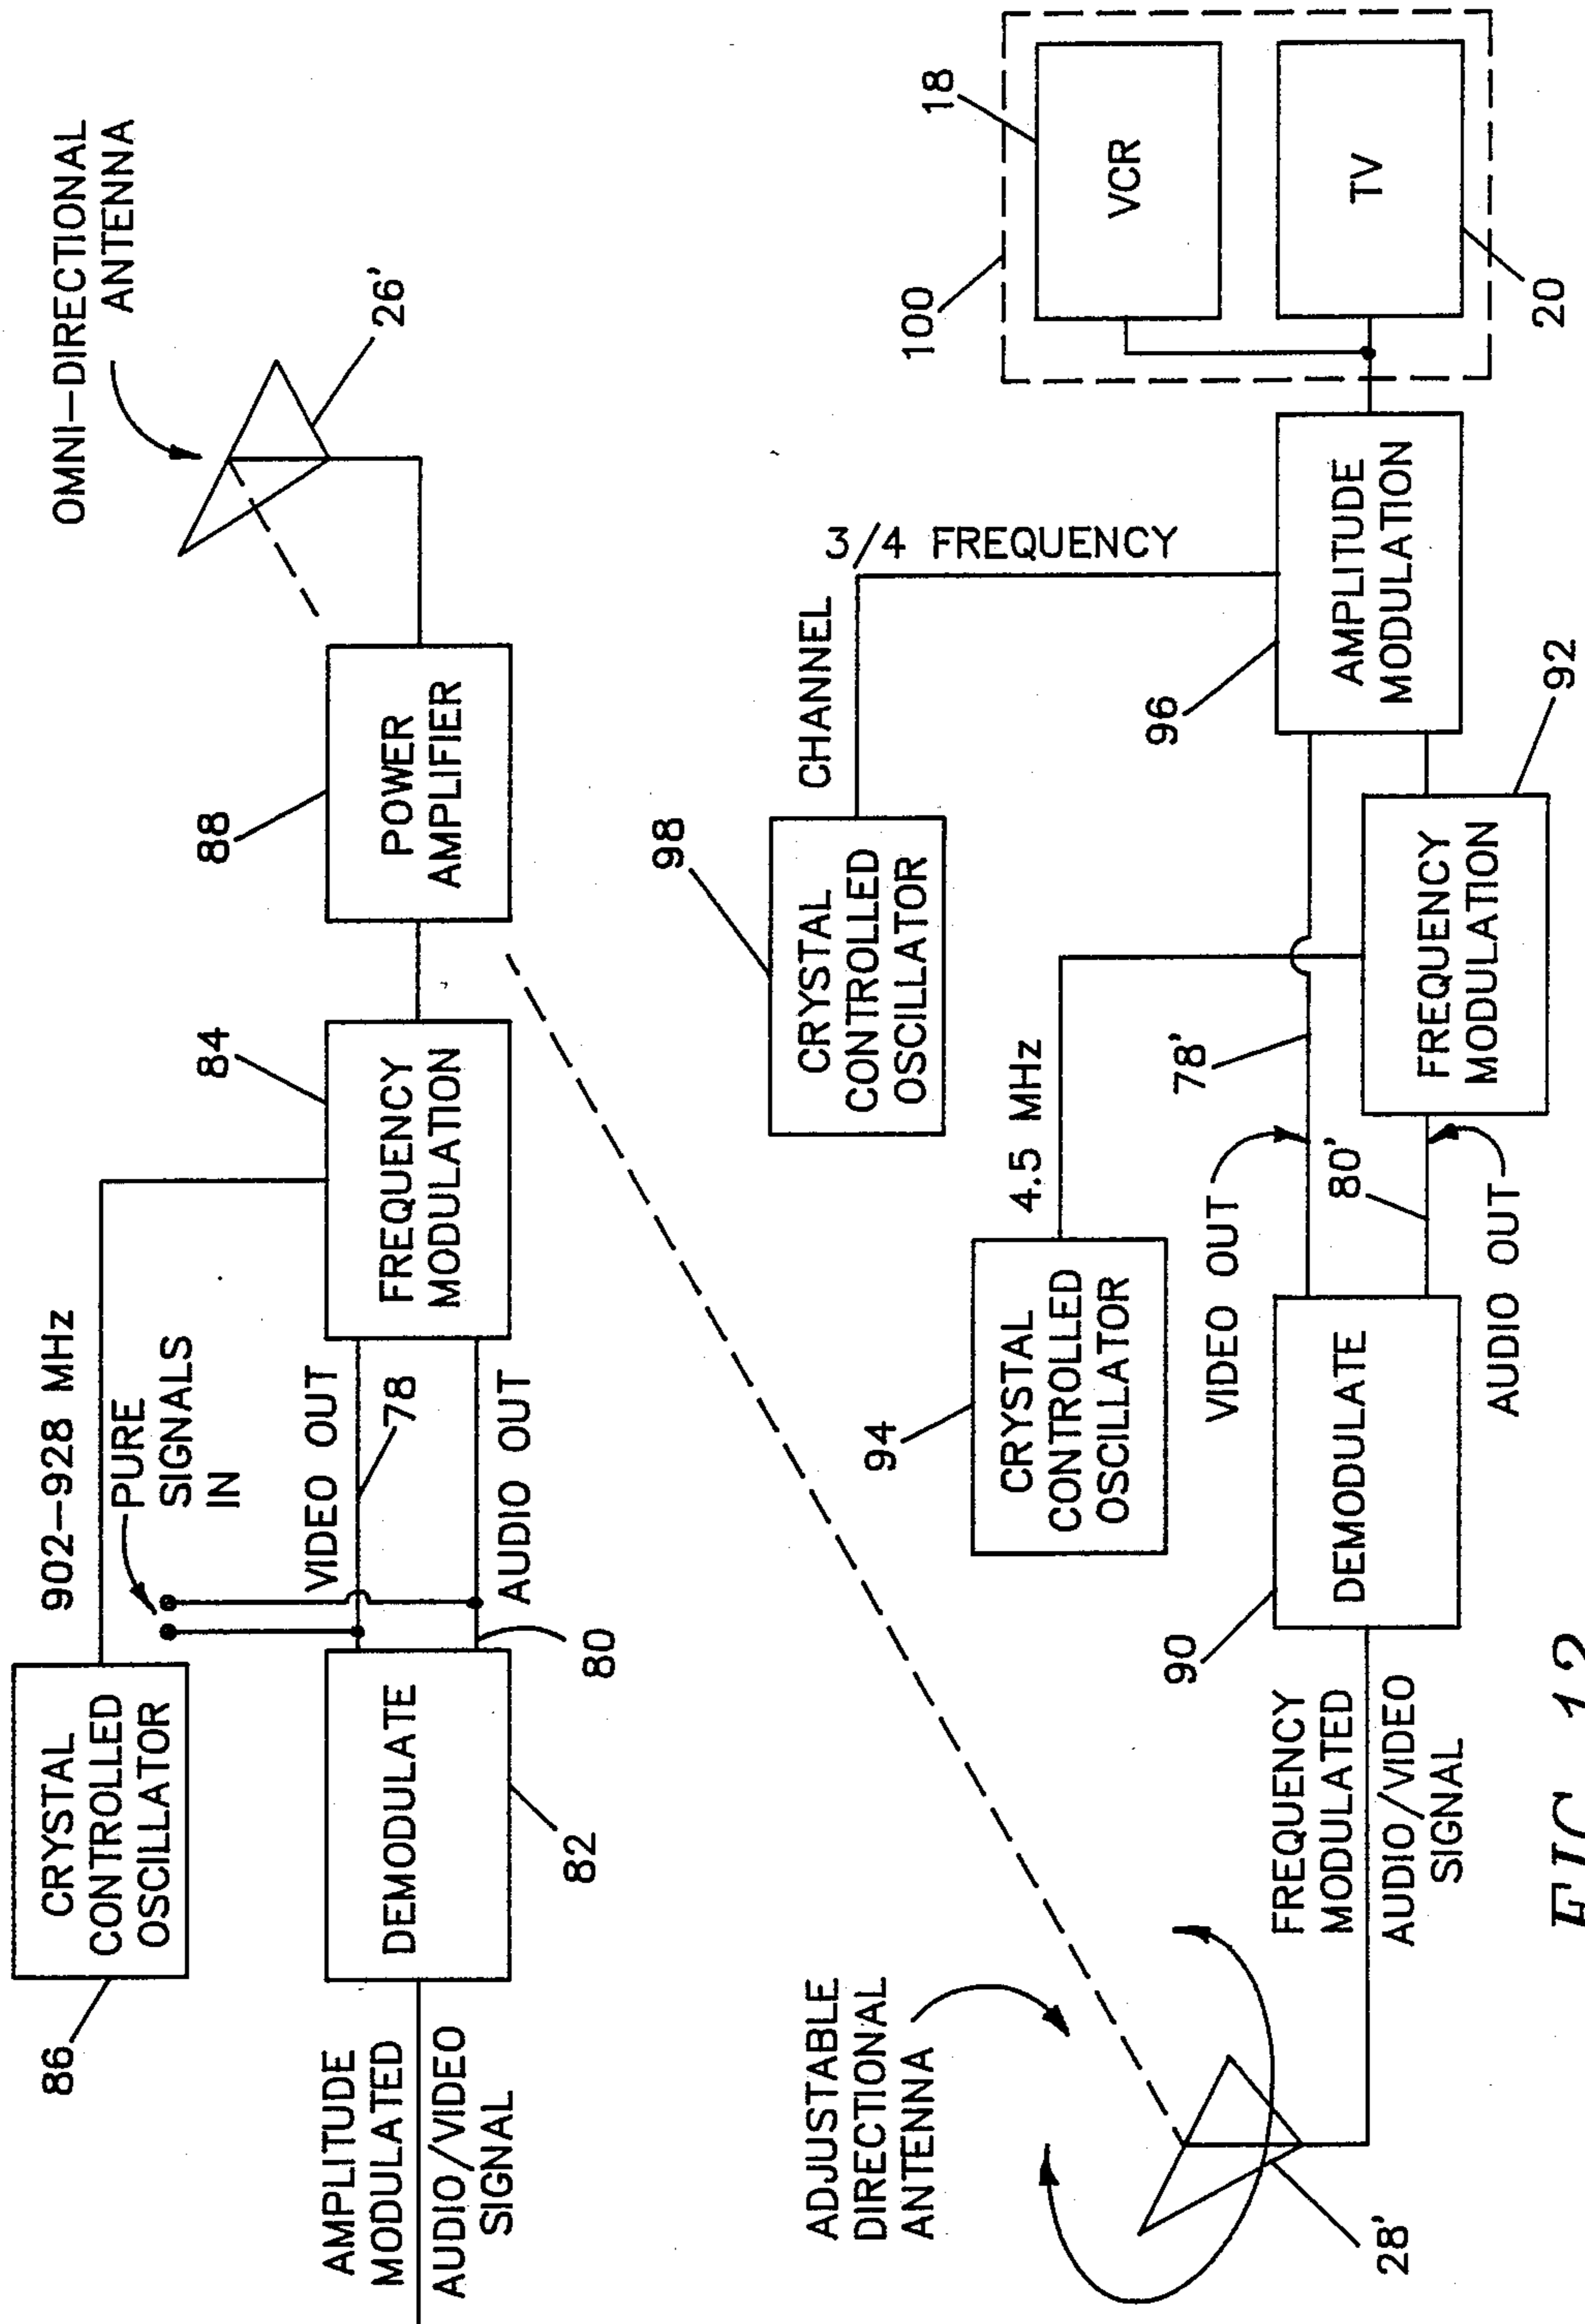 86
CRYSTAL
CONTROLLED
OSCILLATOR
902–928 MHz
PURE
SIGNALS
IN
AMPLITUDE
MODULATED
AUDIO/VIDEO
SIGNAL
DEMODULATE
82
VIDEO OUT
78
80
AUDIO OUT
84
FREQUENCY
MODULATION
88
POWER
AMPLIFIER
OMNI–DIRECTIONAL
ANTENNA
26'
ADJUSTABLE
DIRECTIONAL
ANTENNA
28'
FREQUENCY
MODULATED
AUDIO/VIDEO
SIGNAL
90
DEMODULATE
94
CRYSTAL
CONTROLLED
OSCILLATOR
4.5 MHz
VIDEO OUT
78'
80'
AUDIO OUT
FREQUENCY
MODULATION
92
98
CRYSTAL
CONTROLLED
OSCILLATOR
CHANNEL 3/4 FREQUENCY
96
AMPLITUDE
MODULATION
100
VCR
18
TV
20
FIG. 12